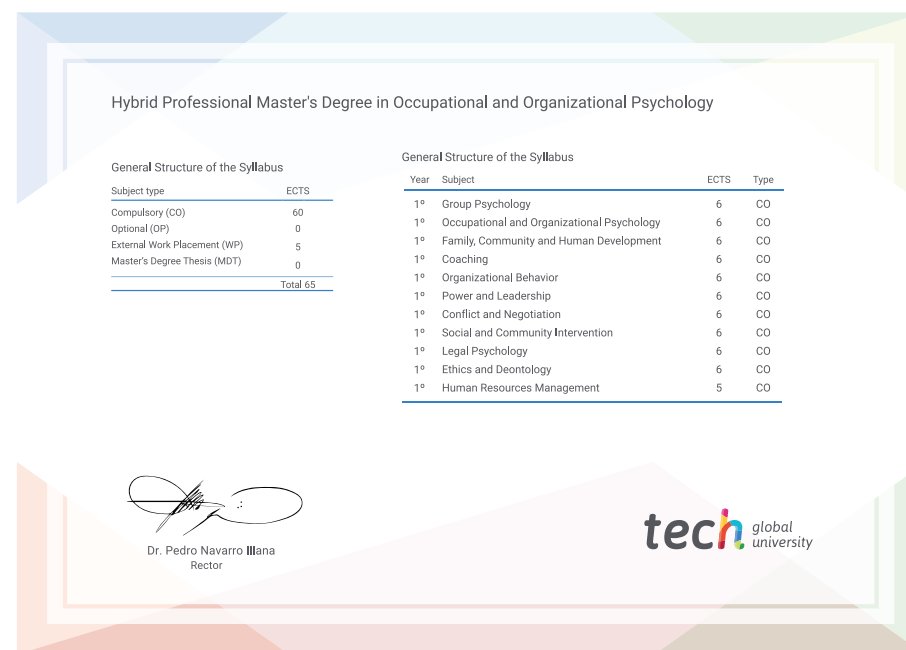 Hybrid Professional Master's Degree in Occupational and Organizational Psychology
General Structure of the Syllabus
Subject type ECTS
Compulsory (CO) 60
Optional (OP) 0
External Work Placement (WP) 5
Master's Degree Thesis (MDT) 0
Total 65
General Structure of the Syllabus
Year Subject ECTS Type
1º Group Psychology 6 CO
1º Occupational and Organizational Psychology 6 CO
1º Family, Community and Human Development 6 CO
1º Coaching 6 CO
1º Organizational Behavior 6 CO
1º Power and Leadership 6 CO
1º Conflict and Negotiation 6 CO
1º Social and Community Intervention 6 CO
1º Legal Psychology 6 CO
1º Ethics and Deontology 6 CO
1º Human Resources Management 5 CO
Dr. Pedro Navarro Illana
Rector
tech global
university